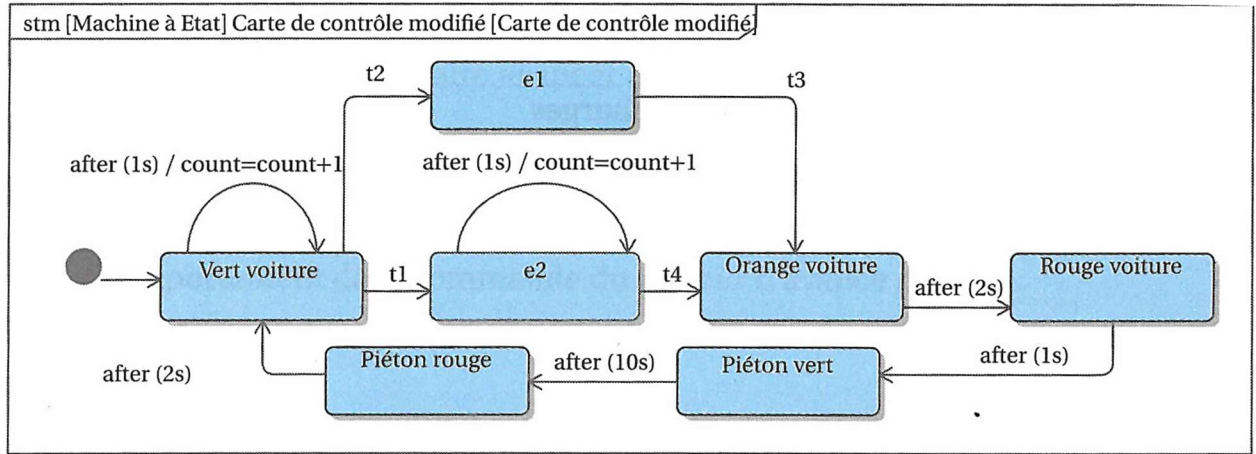 stm [Machine à Etat] Carte de contrôle modifié [Carte de contrôle modifié]
t2
e1
t3
after (1s) / count=count+1
after (1s) / count=count+1
Vert voiture
t1
e2
t4
Orange voiture
after (2s)
Rouge voiture
after (2s)
Piéton rouge
after (10s)
Piéton vert
after (1s)